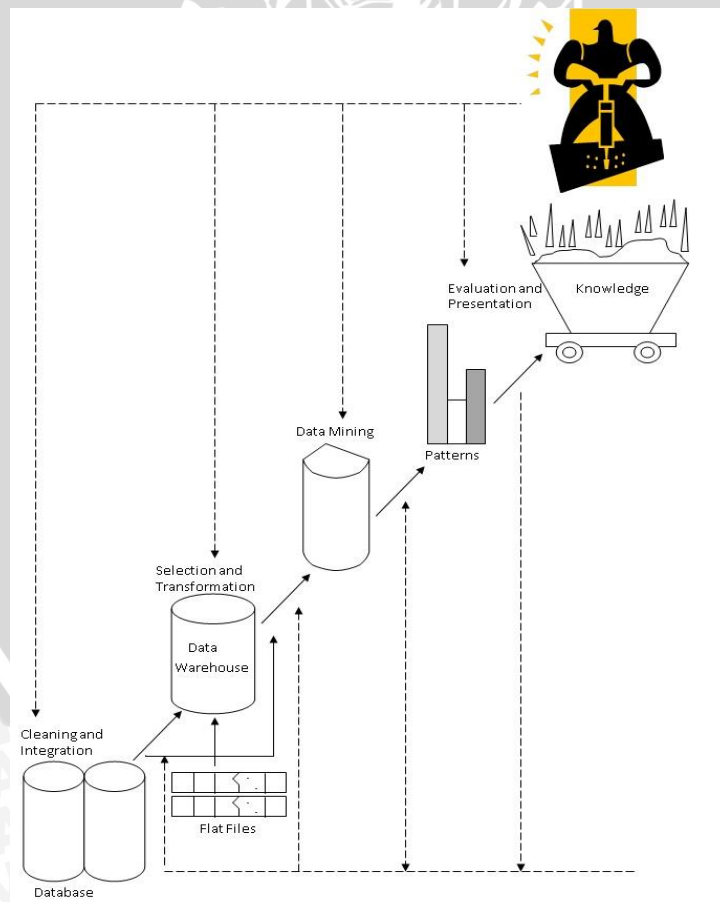 Evaluation and
Presentation
Knowledge
Data Mining
Patterns
Selection and
Transformation
Data
Warehouse
Cleaning and
Integration
Flat Files
Database